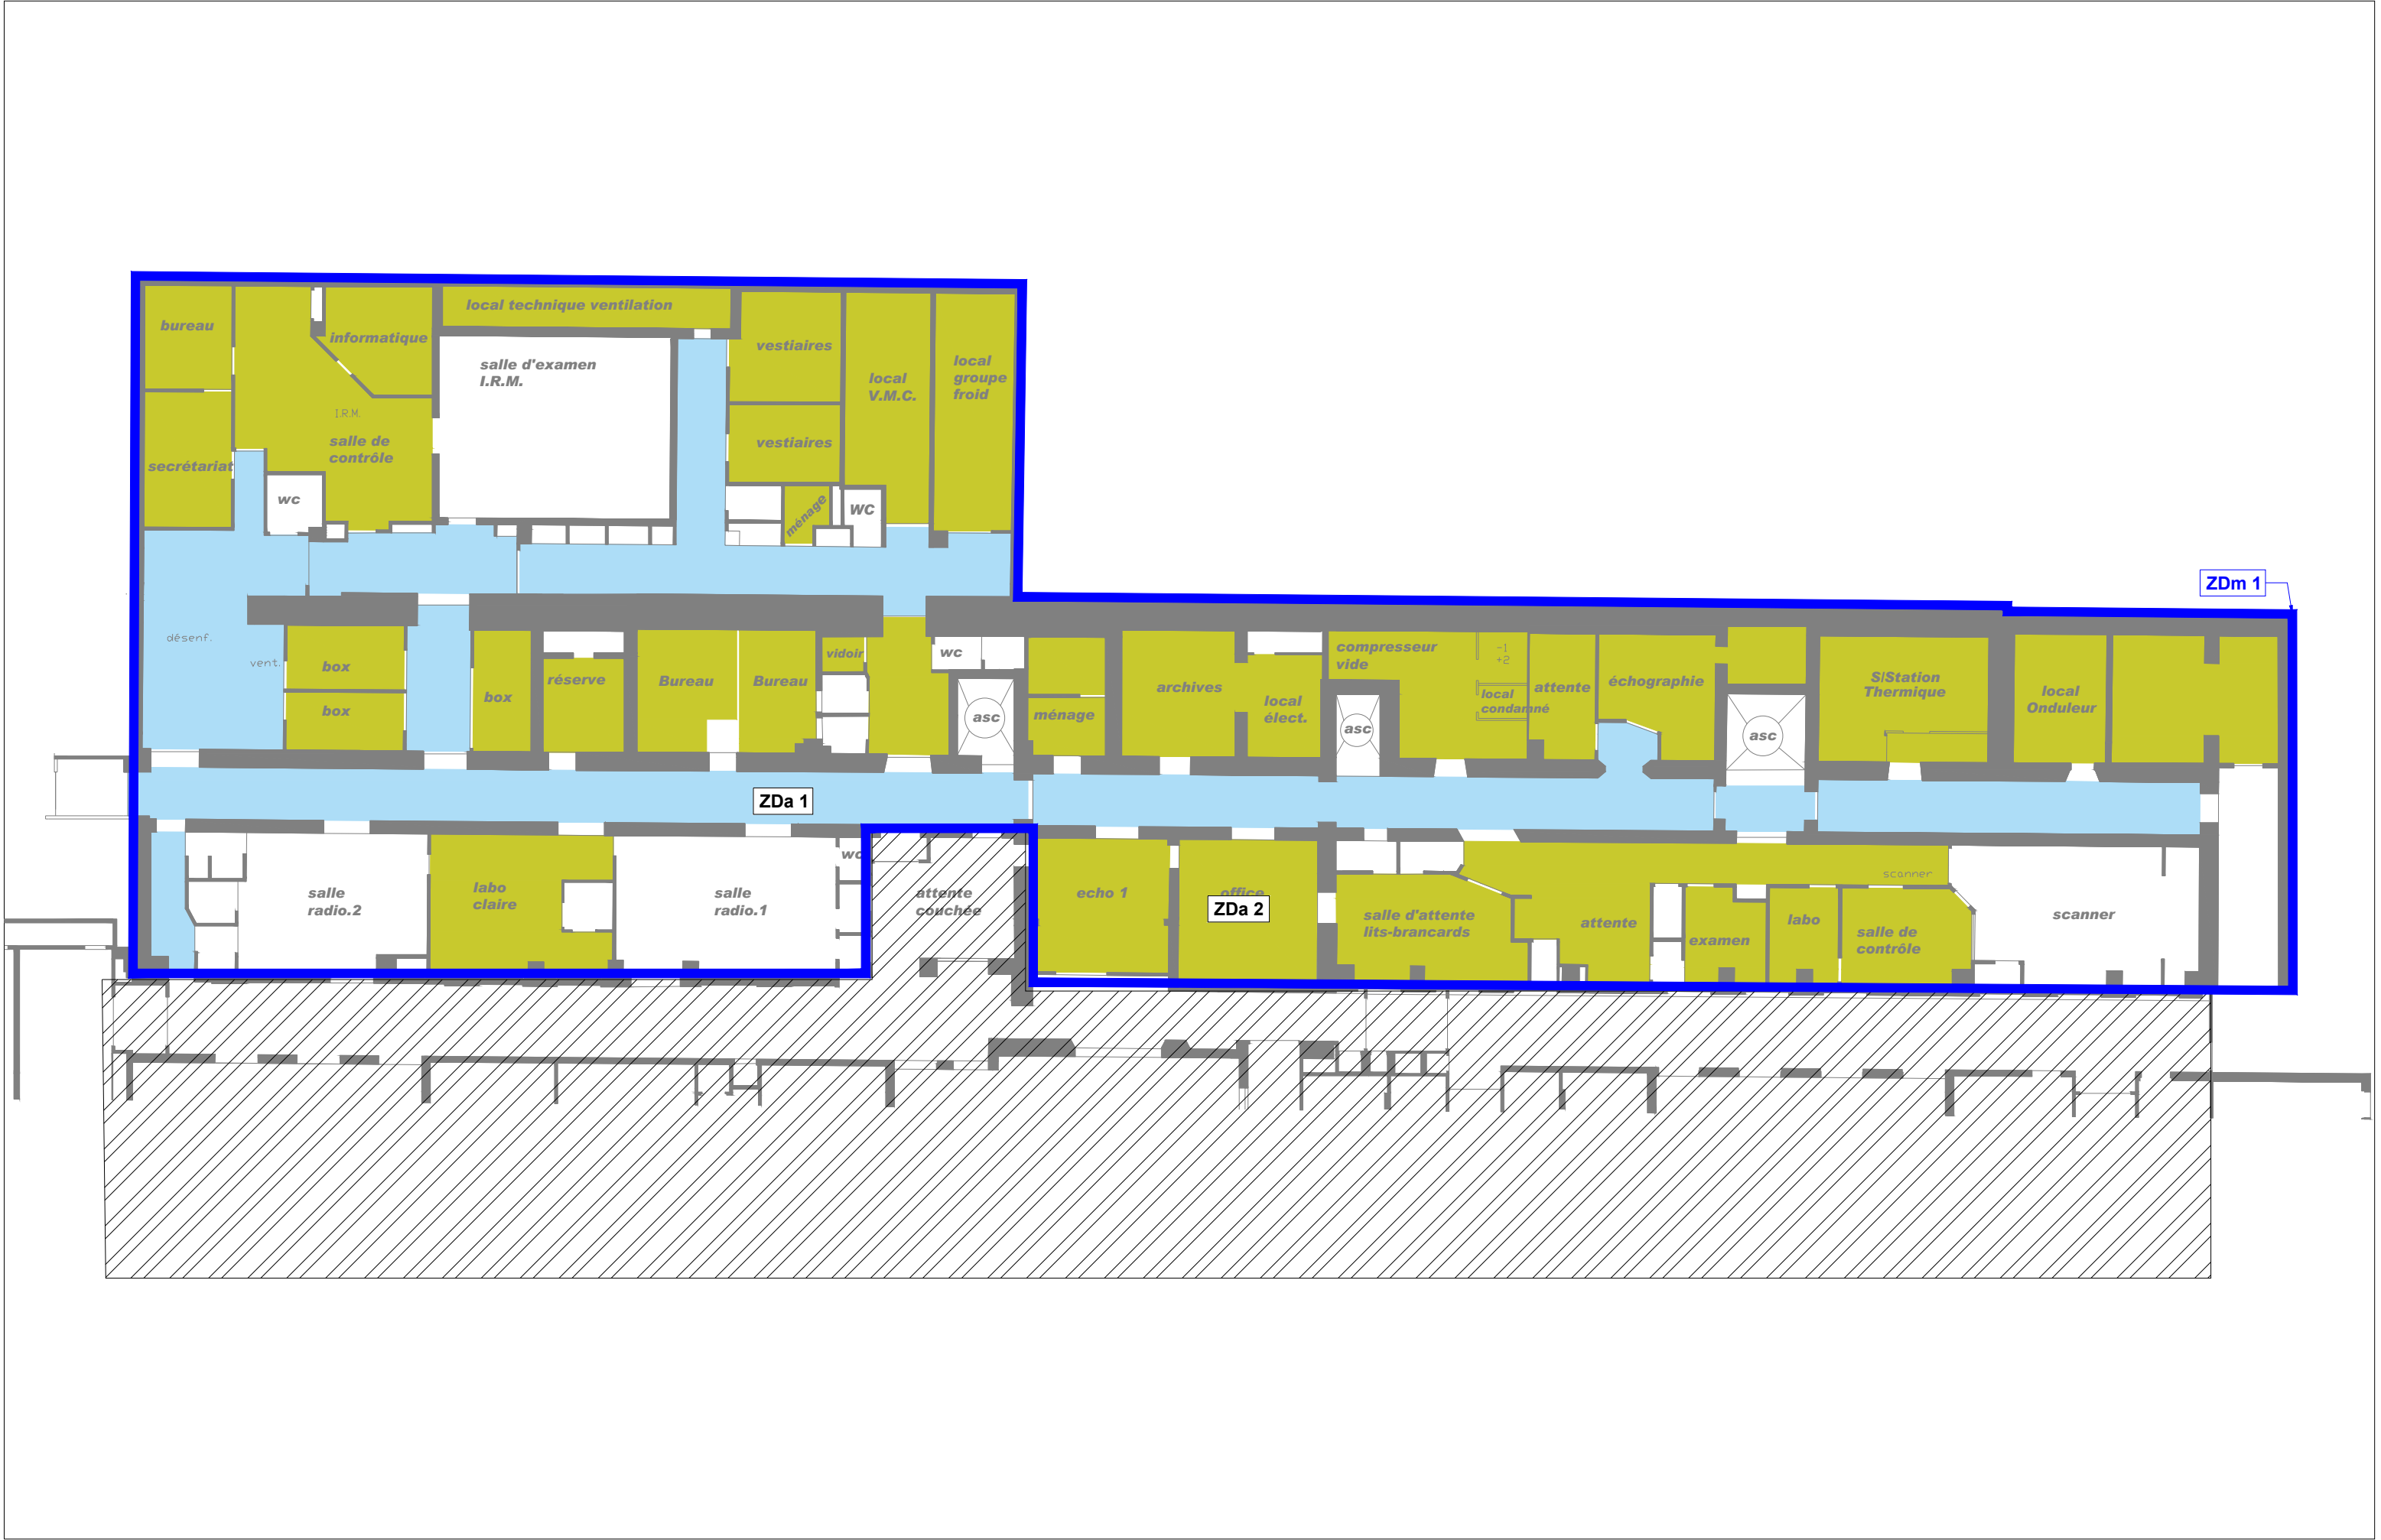 bureau
informatique
local technique ventilation
salle d'examen
I.R.M.
vestiaires
local
V.M.C.
local
groupe
froid
I.R.M.
salle de
contrôle
secrétariat
vestiaires
wc
ménage
WC
ZDm 1
désenf.
vent.
box
box
box
réserve
Bureau
Bureau
vidoir
wc
asc
ménage
archives
local
élect.
compresseur
vide
-1
+2
local
condamné
asc
attente
échographie
asc
S/Station
Thermique
local
Onduleur
ZDa 1
salle
radio.2
labo
claire
salle
radio.1
wc
attente
couchée
echo 1
office
ZDa 2
salle d'attente
lits-brancards
attente
examen
labo
scanner
salle de
contrôle
scanner